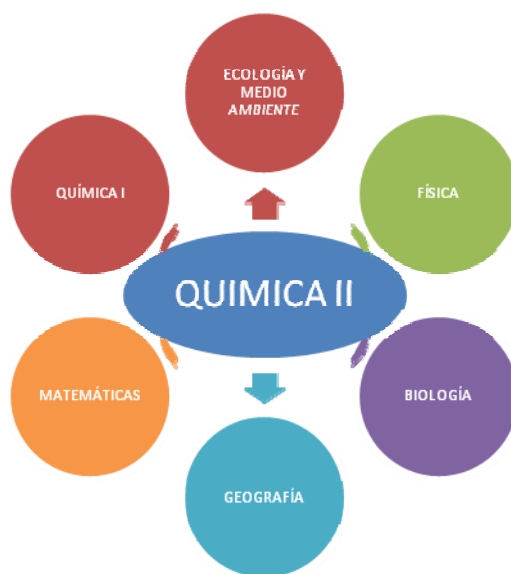 ECOLOGÍA Y
MEDIO
AMBIENTE
QUÍMICA I
FÍSICA
QUIMICA II
MATEMÁTICAS
BIOLOGÍA
GEOGRAFÍA